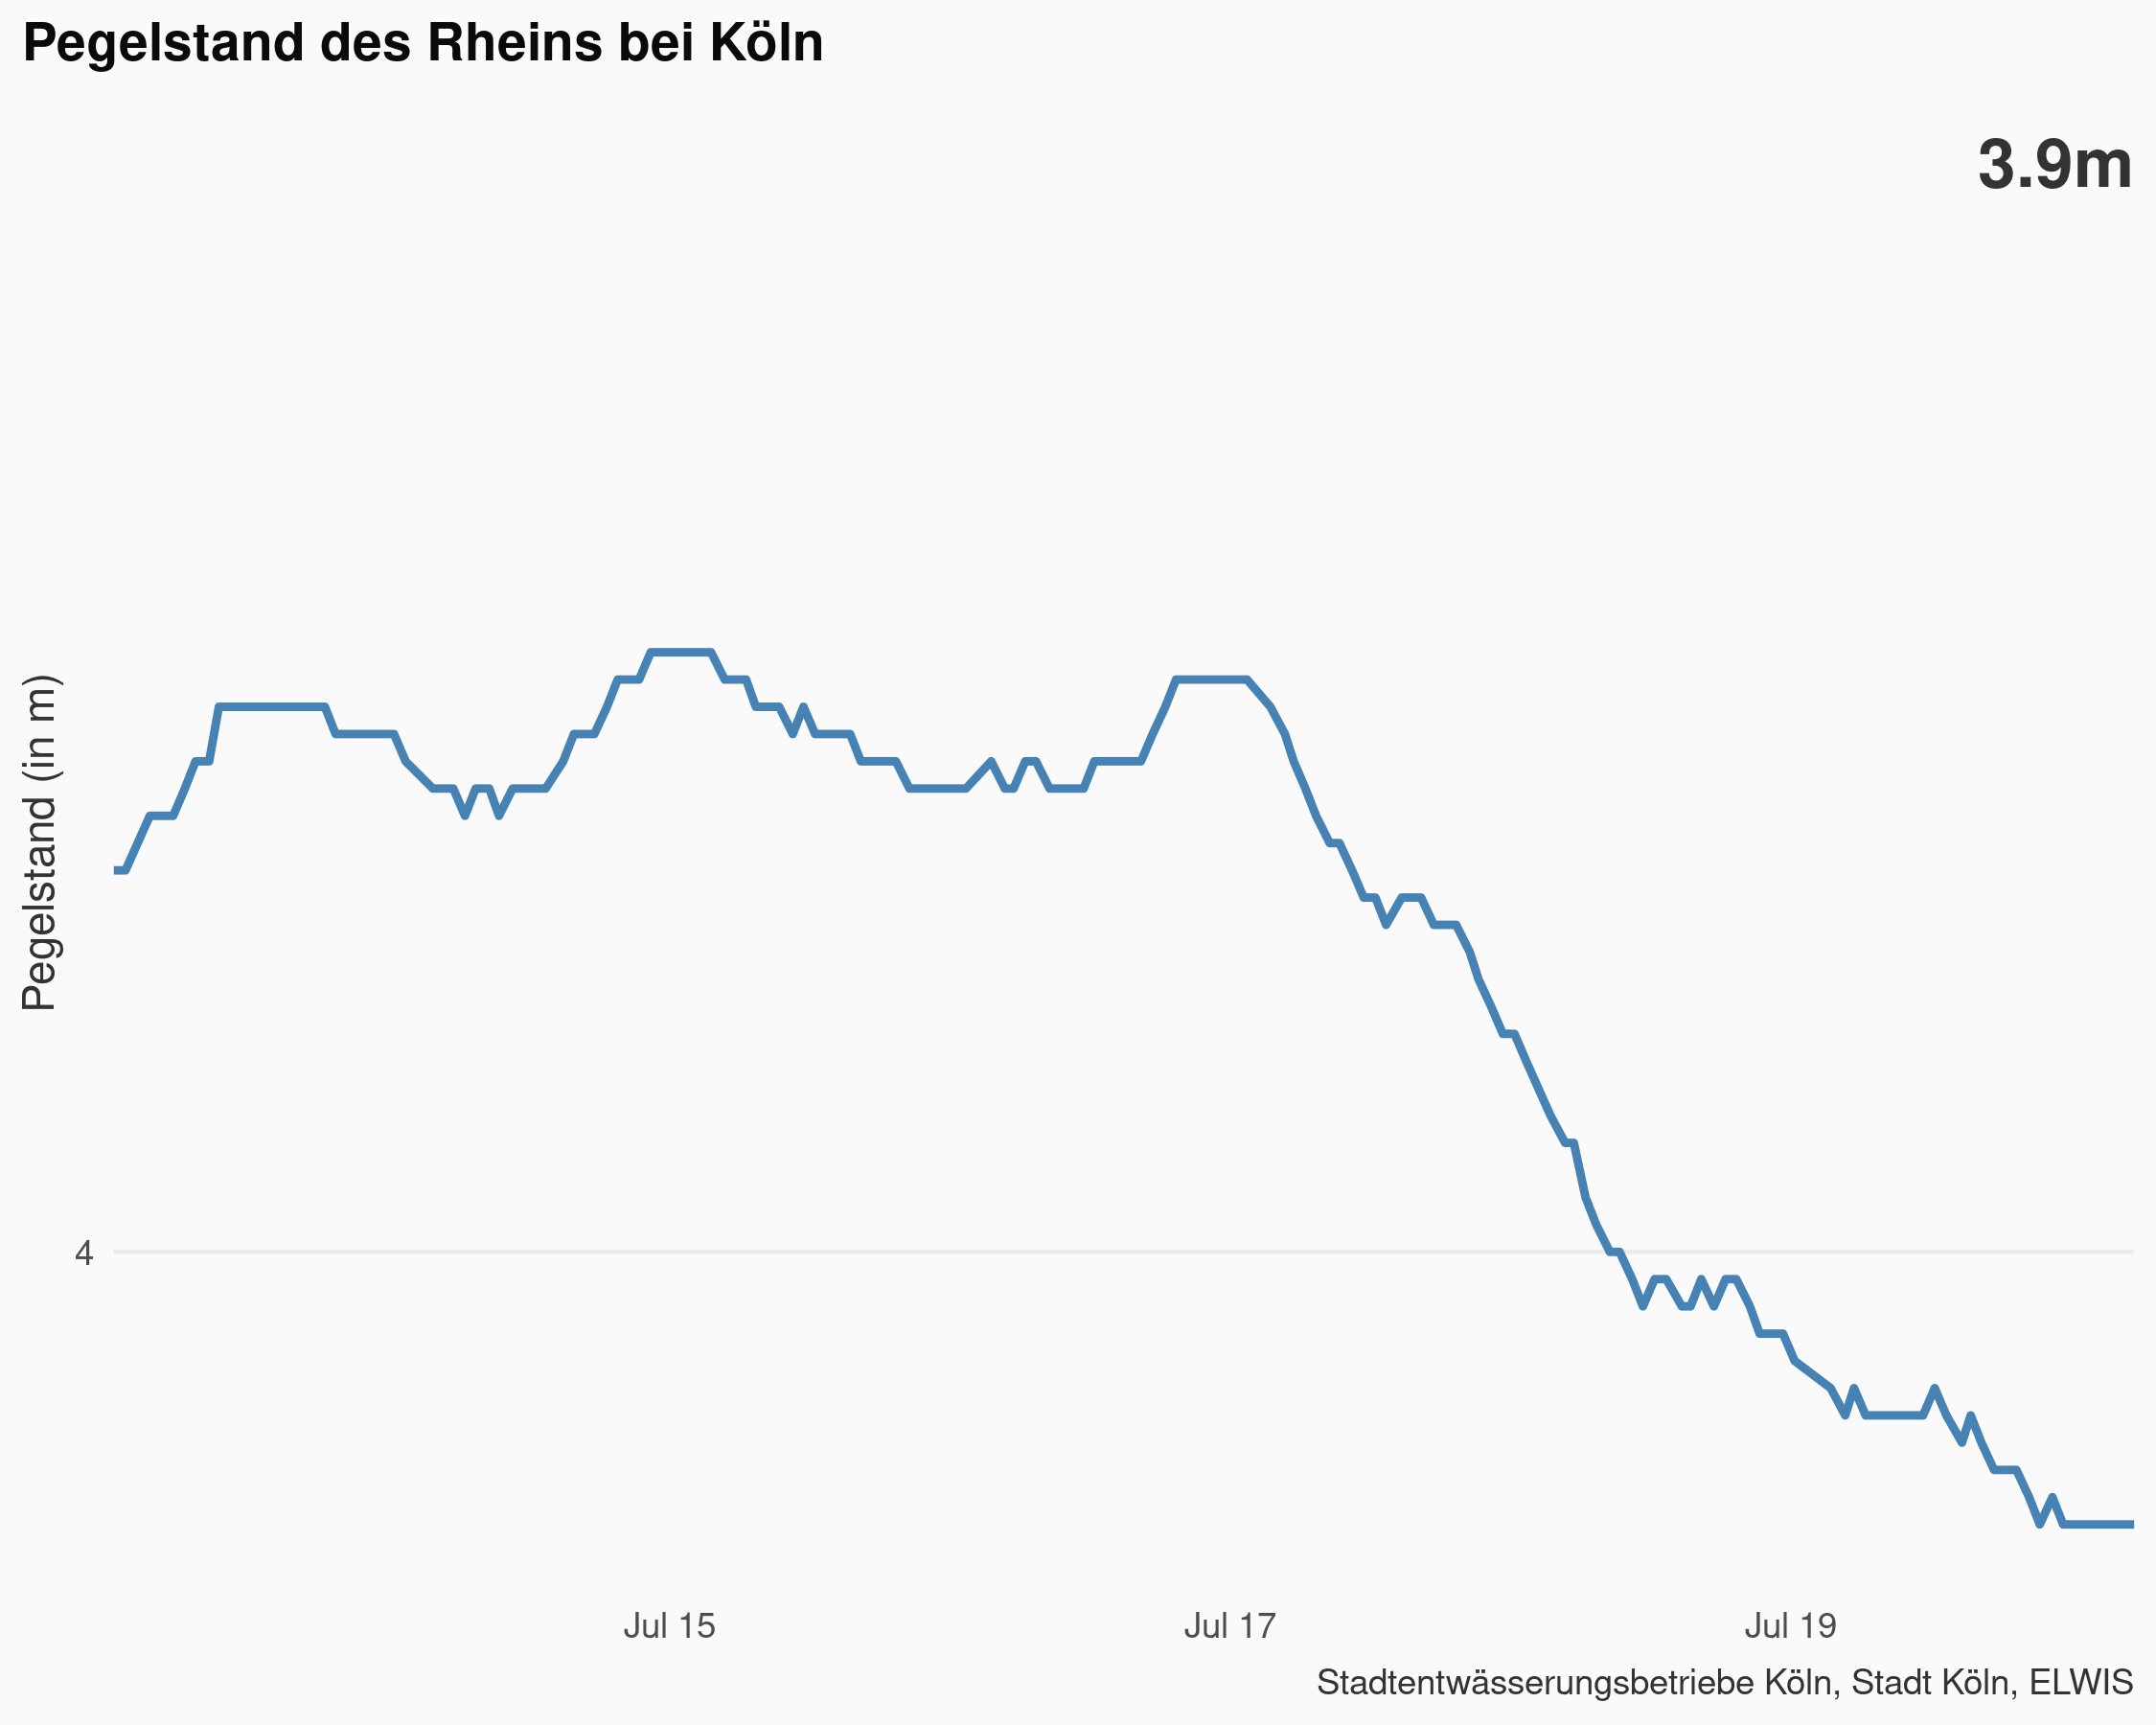 Pegelstand des Rheins bei Köln
3.9m
Pegelstand (in m)
4
Jul 15
Jul 17
Jul 19
Stadtentwässerungsbetriebe Köln, Stadt Köln, ELWIS